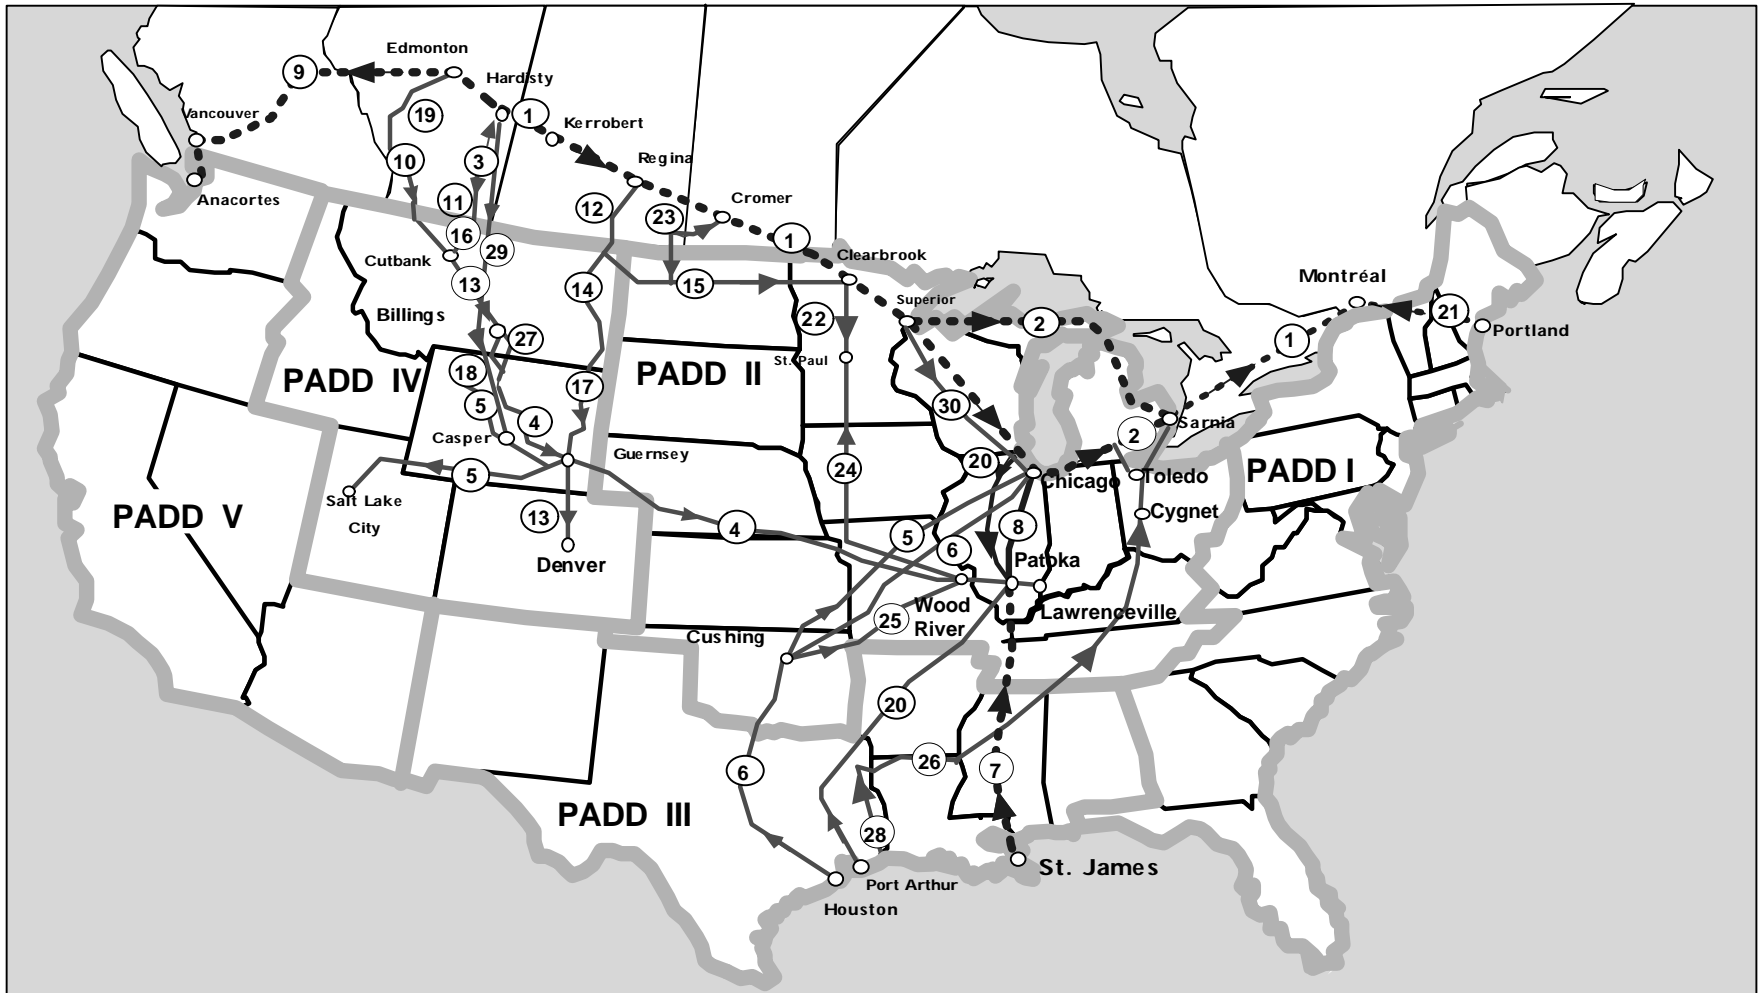 Edmonton
9
Hardisty
19
1
Vancouver
Kerrobert
10
3
Regina
Anacortes
11
12
23
Cromer
16
1
29
Cutbank
Clearbrook
13
14
15
Montréal
Superior
Billings
22
2
21
Portland
27
1
St. Paul
PADD IV
18
17
PADD II
5
4
30
Casper
2
Sarnia
Guernsey
24
20
5
Chicago
Toledo
PADD I
Salt Lake
City
PADD V
13
4
5
8
Cygnet
6
Denver
Patoka
25
Wood
River
Lawrenceville
Cushing
20
6
26
7
PADD III
28
St. James
Port Arthur
Houston